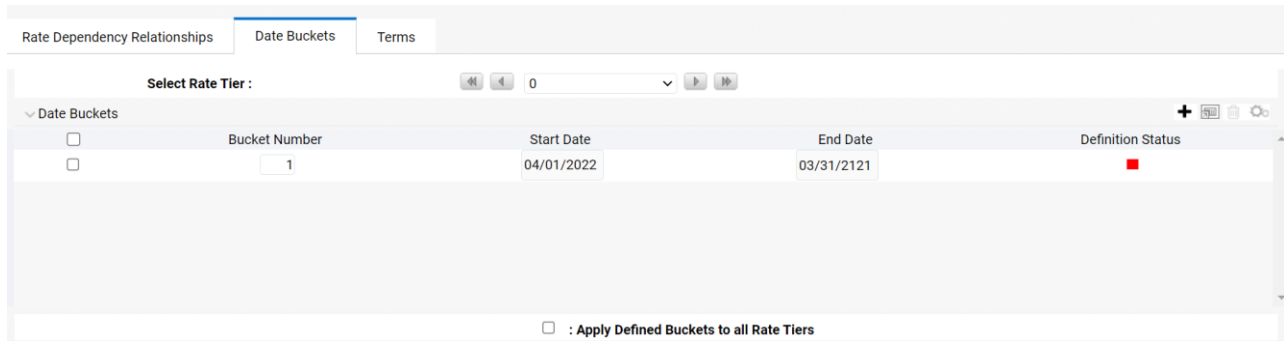 Rate Dependency Relationships Date Buckets Terms
Select Rate Tier : 0
Date Buckets
Bucket Number Start Date End Date Definition Status
1 04/01/2022 03/31/2121
: Apply Defined Buckets to all Rate Tiers